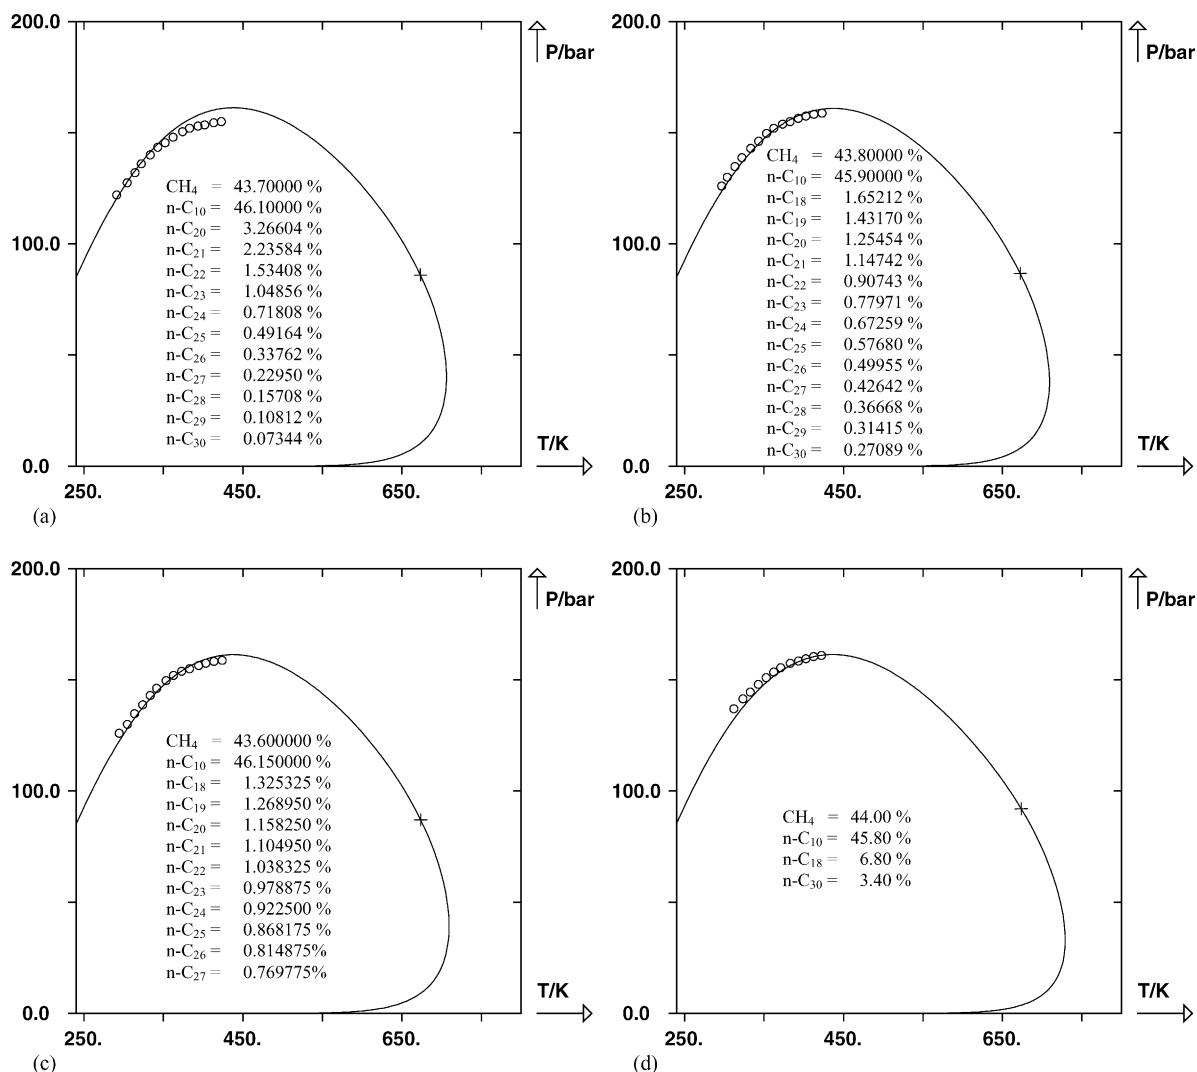 200.0
P/bar
100.0
CH4 = 43.70000 %
n-C10 = 46.10000 %
n-C20 = 3.26604 %
n-C21 = 2.23584 %
n-C22 = 1.53408 %
n-C23 = 1.04856 %
n-C24 = 0.71808 %
n-C25 = 0.49164 %
n-C26 = 0.33762 %
n-C27 = 0.22950 %
n-C28 = 0.15708 %
n-C29 = 0.10812 %
n-C30 = 0.07344 %
T/K
0.0
250. 450. 650.
(a)
200.0
P/bar
100.0
CH4 = 43.80000 %
n-C10 = 45.90000 %
n-C18 = 1.65212 %
n-C19 = 1.43170 %
n-C20 = 1.25454 %
n-C21 = 1.14742 %
n-C22 = 0.90743 %
n-C23 = 0.77971 %
n-C24 = 0.67259 %
n-C25 = 0.57680 %
n-C26 = 0.49955 %
n-C27 = 0.42642 %
n-C28 = 0.36668 %
n-C29 = 0.31415 %
n-C30 = 0.27089 %
T/K
0.0
250. 450. 650.
(b)
200.0
P/bar
100.0
CH4 = 43.600000 %
n-C10 = 46.150000 %
n-C18 = 1.325325 %
n-C19 = 1.268950 %
n-C20 = 1.158250 %
n-C21 = 1.104950 %
n-C22 = 1.038325 %
n-C23 = 0.978875 %
n-C24 = 0.922500 %
n-C25 = 0.868175 %
n-C26 = 0.814875%
n-C27 = 0.769775%
T/K
0.0
250. 450. 650.
(c)
200.0
P/bar
100.0
CH4 = 44.00 %
n-C10 = 45.80 %
n-C18 = 6.80 %
n-C30 = 3.40 %
T/K
0.0
250. 450. 650.
(d)